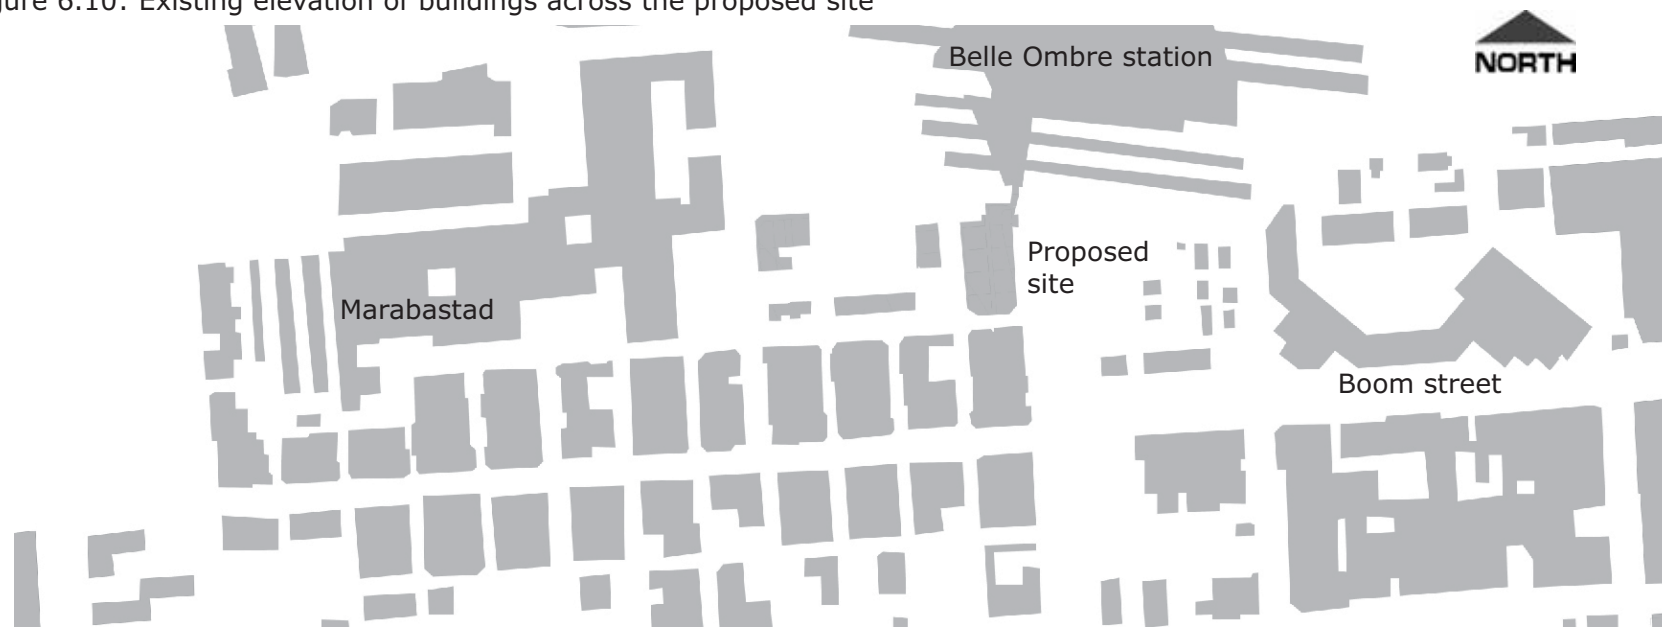 6.10: Existing elevation of buildings across the proposed site
Belle Ombre station
NORTH
Proposed
site
Marabastad
Boom street